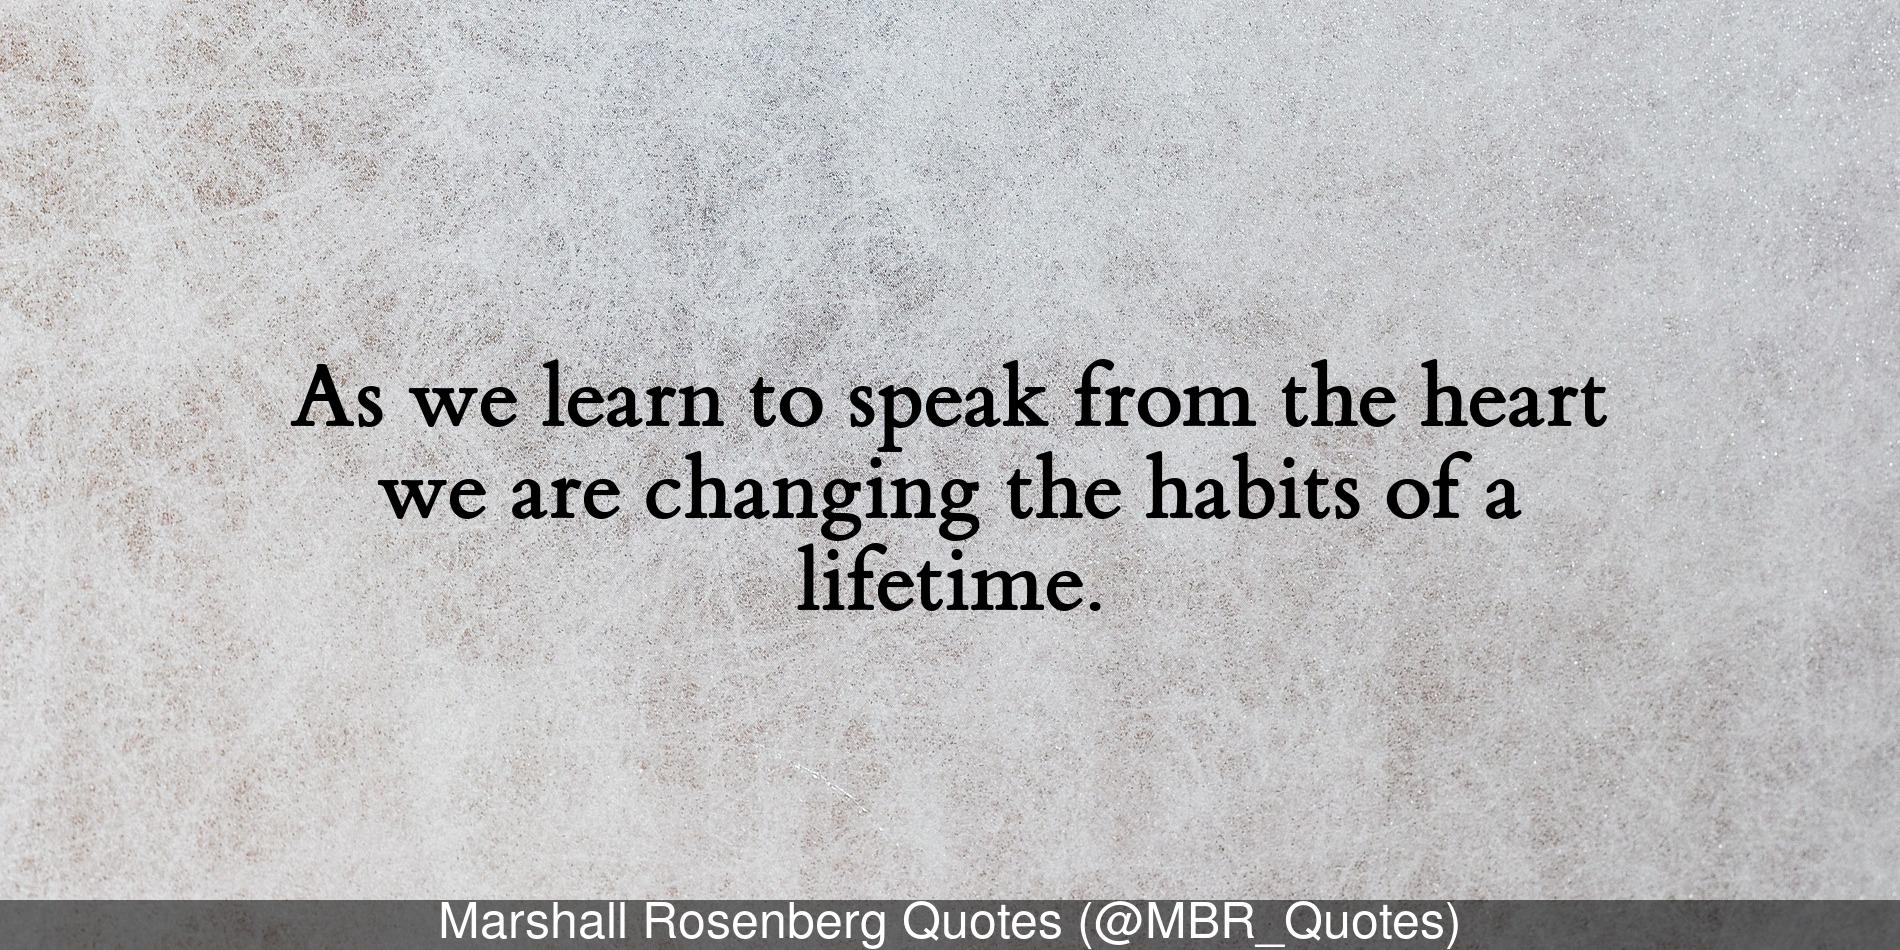 As we learn to speak from the heart
we are changing the habits of a
lifetime.
Marshall Rosenberg Quotes (@MBR_Quotes)